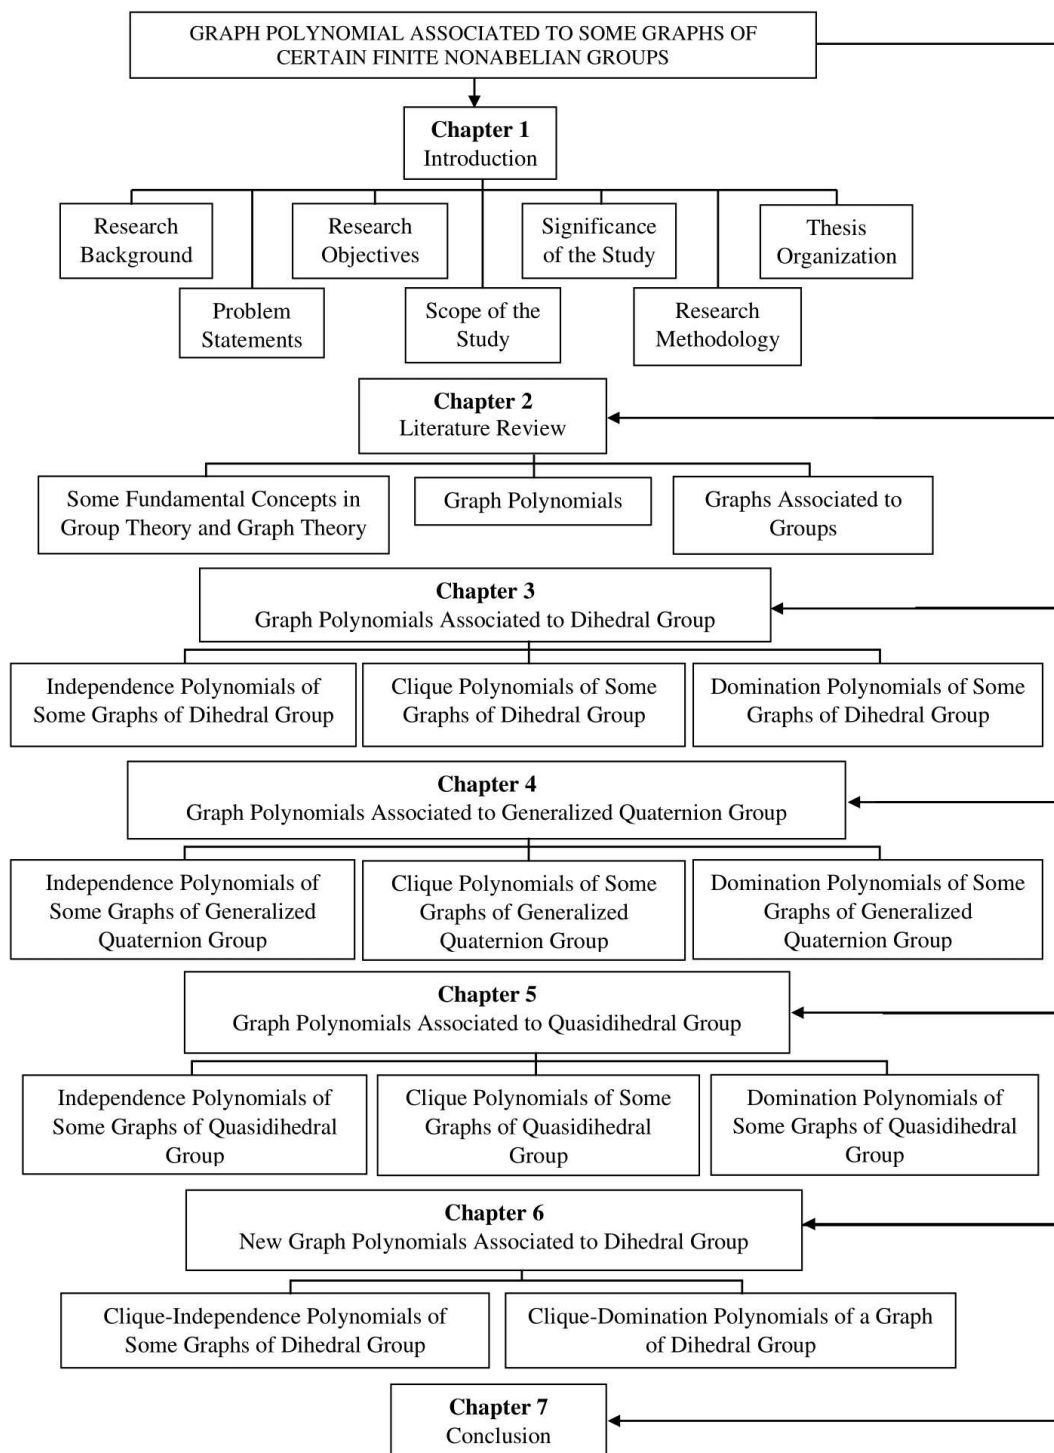 GRAPH POLYNOMIAL ASSOCIATED TO SOME GRAPHS OF
CERTAIN FINITE NONABELIAN GROUPS
Chapter 1
Introduction
Research
Background
Research
Objectives
Significance
of the Study
Thesis
Organization
Problem
Statements
Scope of the
Study
Research
Methodology
Chapter 2
Literature Review
Some Fundamental Concepts in
Group Theory and Graph Theory
Graph Polynomials
Graphs Associated to
Groups
Chapter 3
Graph Polynomials Associated to Dihedral Group
Independence Polynomials of
Some Graphs of Dihedral Group
Clique Polynomials of Some
Graphs of Dihedral Group
Domination Polynomials of Some
Graphs of Dihedral Group
Chapter 4
Graph Polynomials Associated to Generalized Quaternion Group
Independence Polynomials of
Some Graphs of Generalized
Quaternion Group
Clique Polynomials of Some
Graphs of Generalized
Quaternion Group
Domination Polynomials of Some
Graphs of Generalized
Quaternion Group
Chapter 5
Graph Polynomials Associated to Quasidihedral Group
Independence Polynomials of
Some Graphs of Quasidihedral
Group
Clique Polynomials of Some
Graphs of Quasidihedral
Group
Domination Polynomials of
Some Graphs of Quasidihedral
Group
Chapter 6
New Graph Polynomials Associated to Dihedral Group
Clique-Independence Polynomials of
Some Graphs of Dihedral Group
Clique-Domination Polynomials of a Graph
of Dihedral Group
Chapter 7
Conclusion